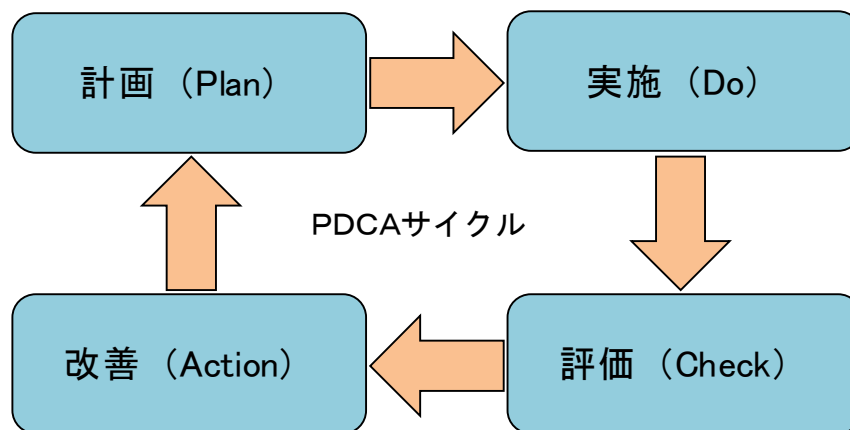 計画（Plan）
実施（Do）
PDCAサイクル
改善（Action）
評価（Check）